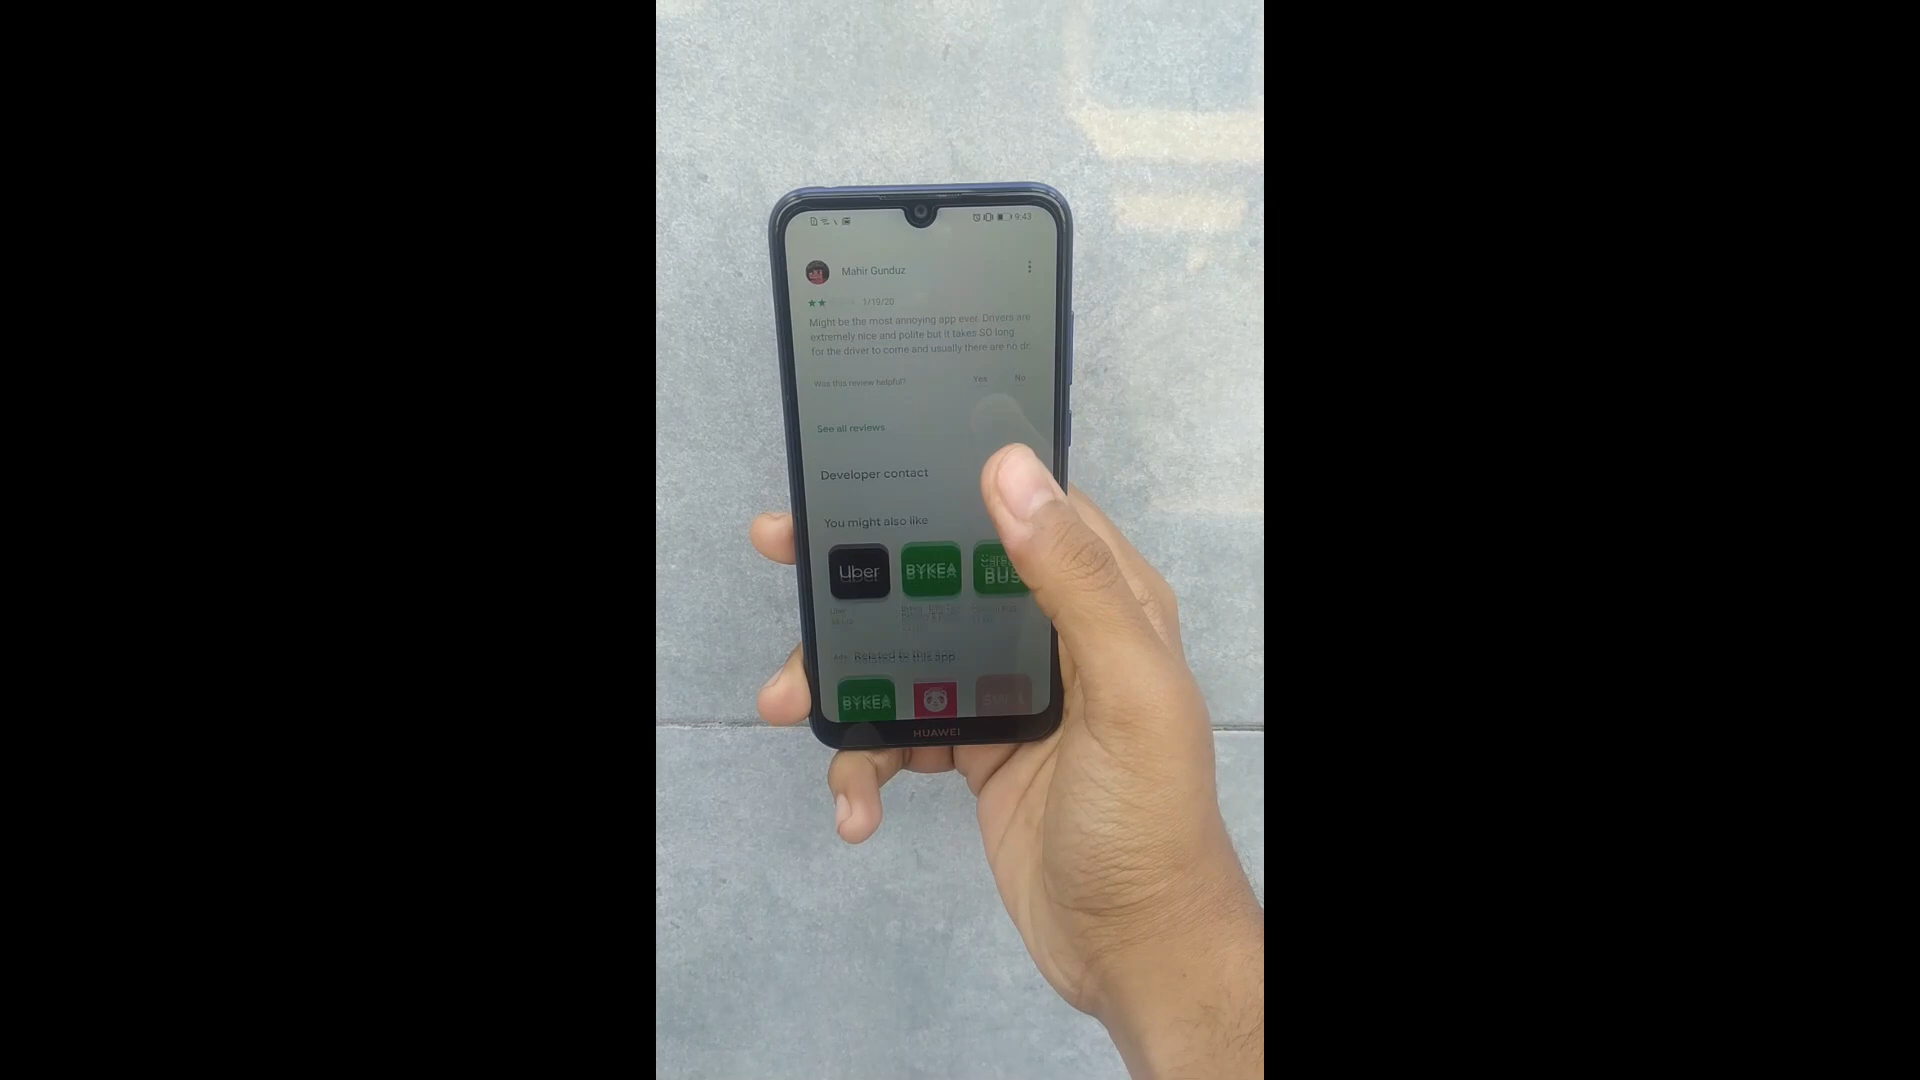 9:43
Mahir Gunduz
1/19/20
Might be the most annoying app ever. Drivers are
extremely nice and polite but it takes SO long
for the driver to come and usually there are no dr
Was this review helpful?
Yes
No
See all reviews
Developer contact
You might also like
Uber
BYKEA
BUS
Related to this app
BYKEA
HUAWEI